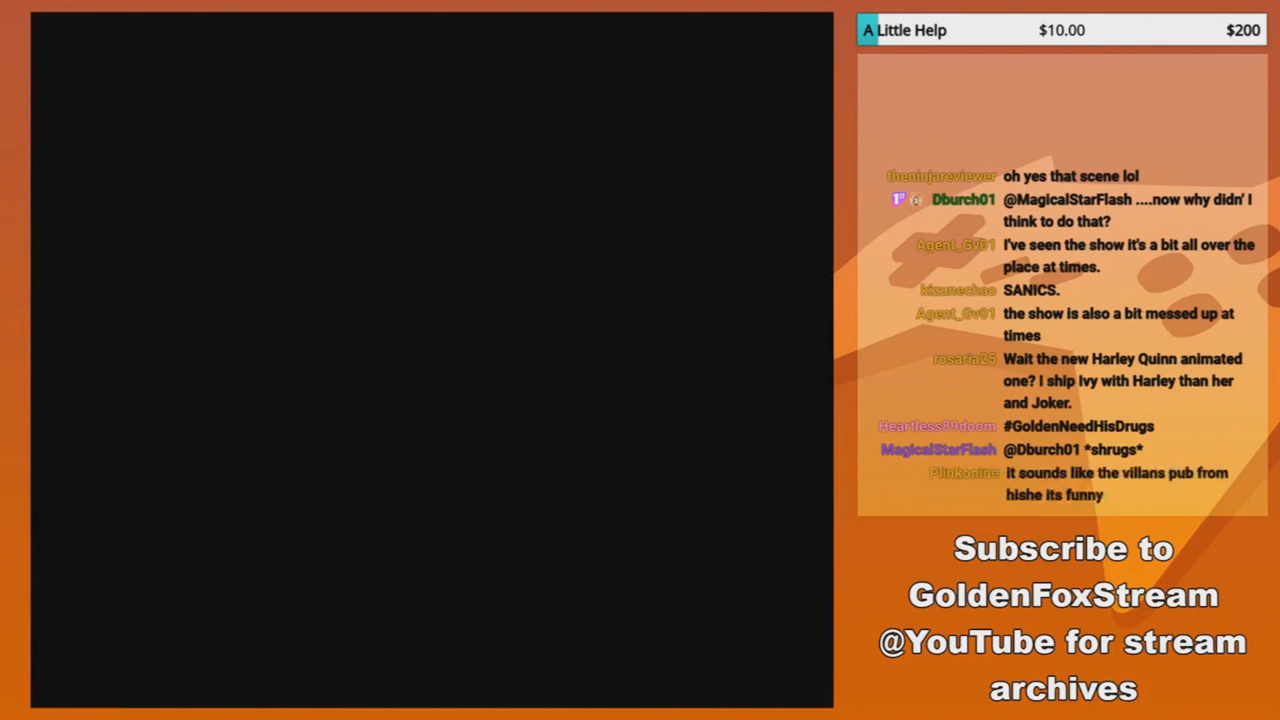 A Little Help $10.00 $200
theninjareviewer oh yes that scene lol
Dburch01 @MagicalStarFlash ....now why didn' I
think to do that?
Agent_Gv01 I've seen the show it's a bit all over the
place at times.
kizunechao SANICS.
Agent_Gv01 the show is also a bit messed up at
times
rosaria25 Wait the new Harley Quinn animated
one? I ship Ivy with Harley than her
and Joker.
Heartless89doom #GoldenNeedHisDrugs
MagicalStarFlash @Dburch01 *shrugs*
Plinkonine it sounds like the villans pub from
hishe its funny
Subscribe to
GoldenFoxStream
@YouTube for stream
archives